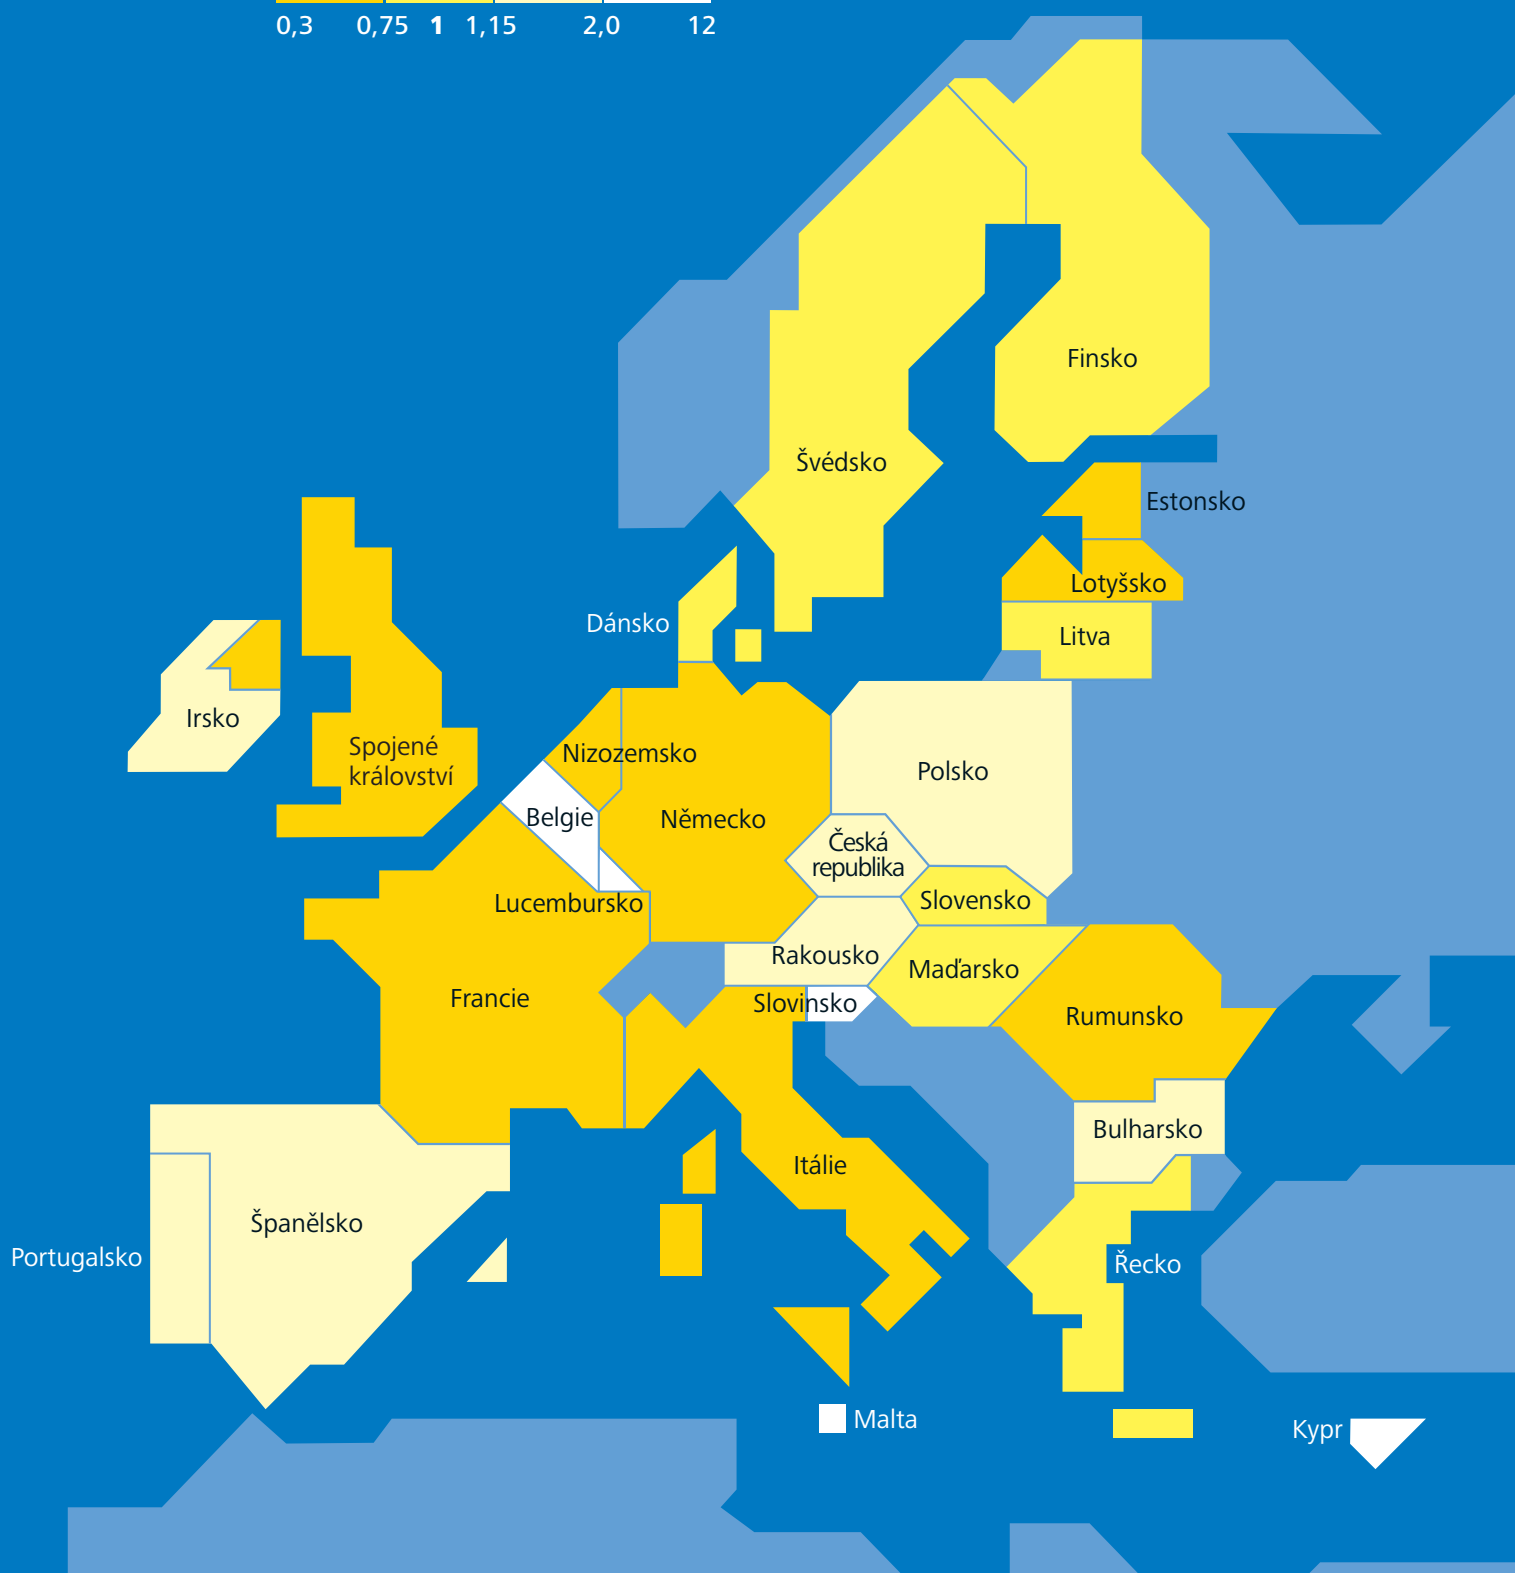 0,3 0,75 1 1,15 2,0 12
Finsko
Švédsko
Estonsko
Lotyšsko
Dánsko
Litva
Irsko
Spojené
království
Nizozemsko
Polsko
Belgie
Německo
Česká
republika
Lucembursko
Slovensko
Rakousko
Maďarsko
Francie
Slovinsko
Rumunsko
Bulharsko
Itálie
Španělsko
Portugalsko
Řecko
Malta
Kypr